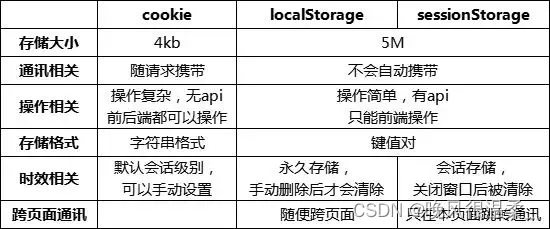 cookie localStorage sessionStorage
存储大小 4kb 5M
通讯相关 随请求携带 不会自动携带
操作相关 操作复杂，无api 操作简单，有api
前后端都可以操作 只能前端操作
存储格式 字符串格式 键值对
时效相关 默认会话级别， 永久存储， 会话存储，
可以手动设置 手动删除后才会清除 关闭窗口后被清除
跨页面通讯 随便跨页面 只在本页面跳转通讯
CSDN @晚风很温柔